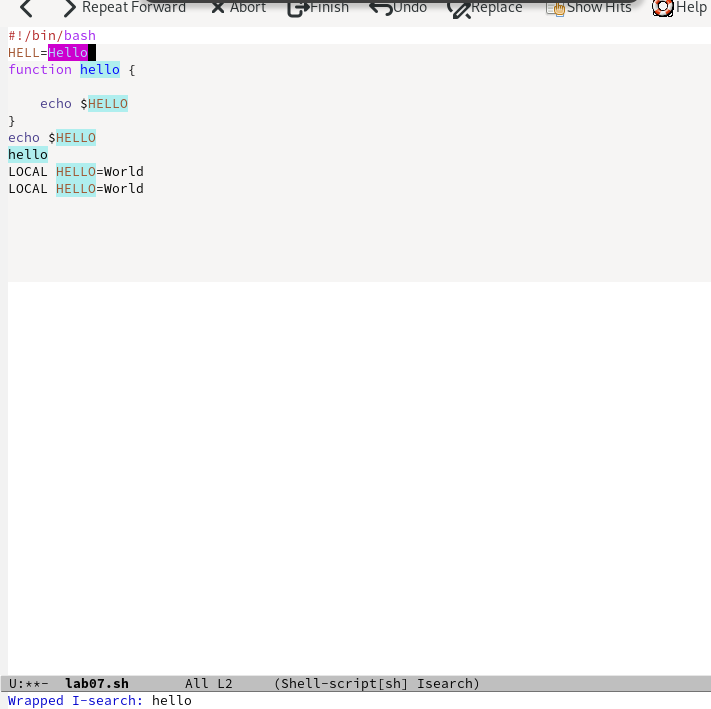 Repeat Forward Abort Finish Undo Replace Show Hits Help
#!/bin/bash
HELL=Hello
function hello {
echo $HELLO
}
echo $HELLO
hello
LOCAL HELLO=World
LOCAL HELLO=World
U:**- lab07.sh All L2 (Shell-script[sh] Isearch)
Wrapped I-search: hello